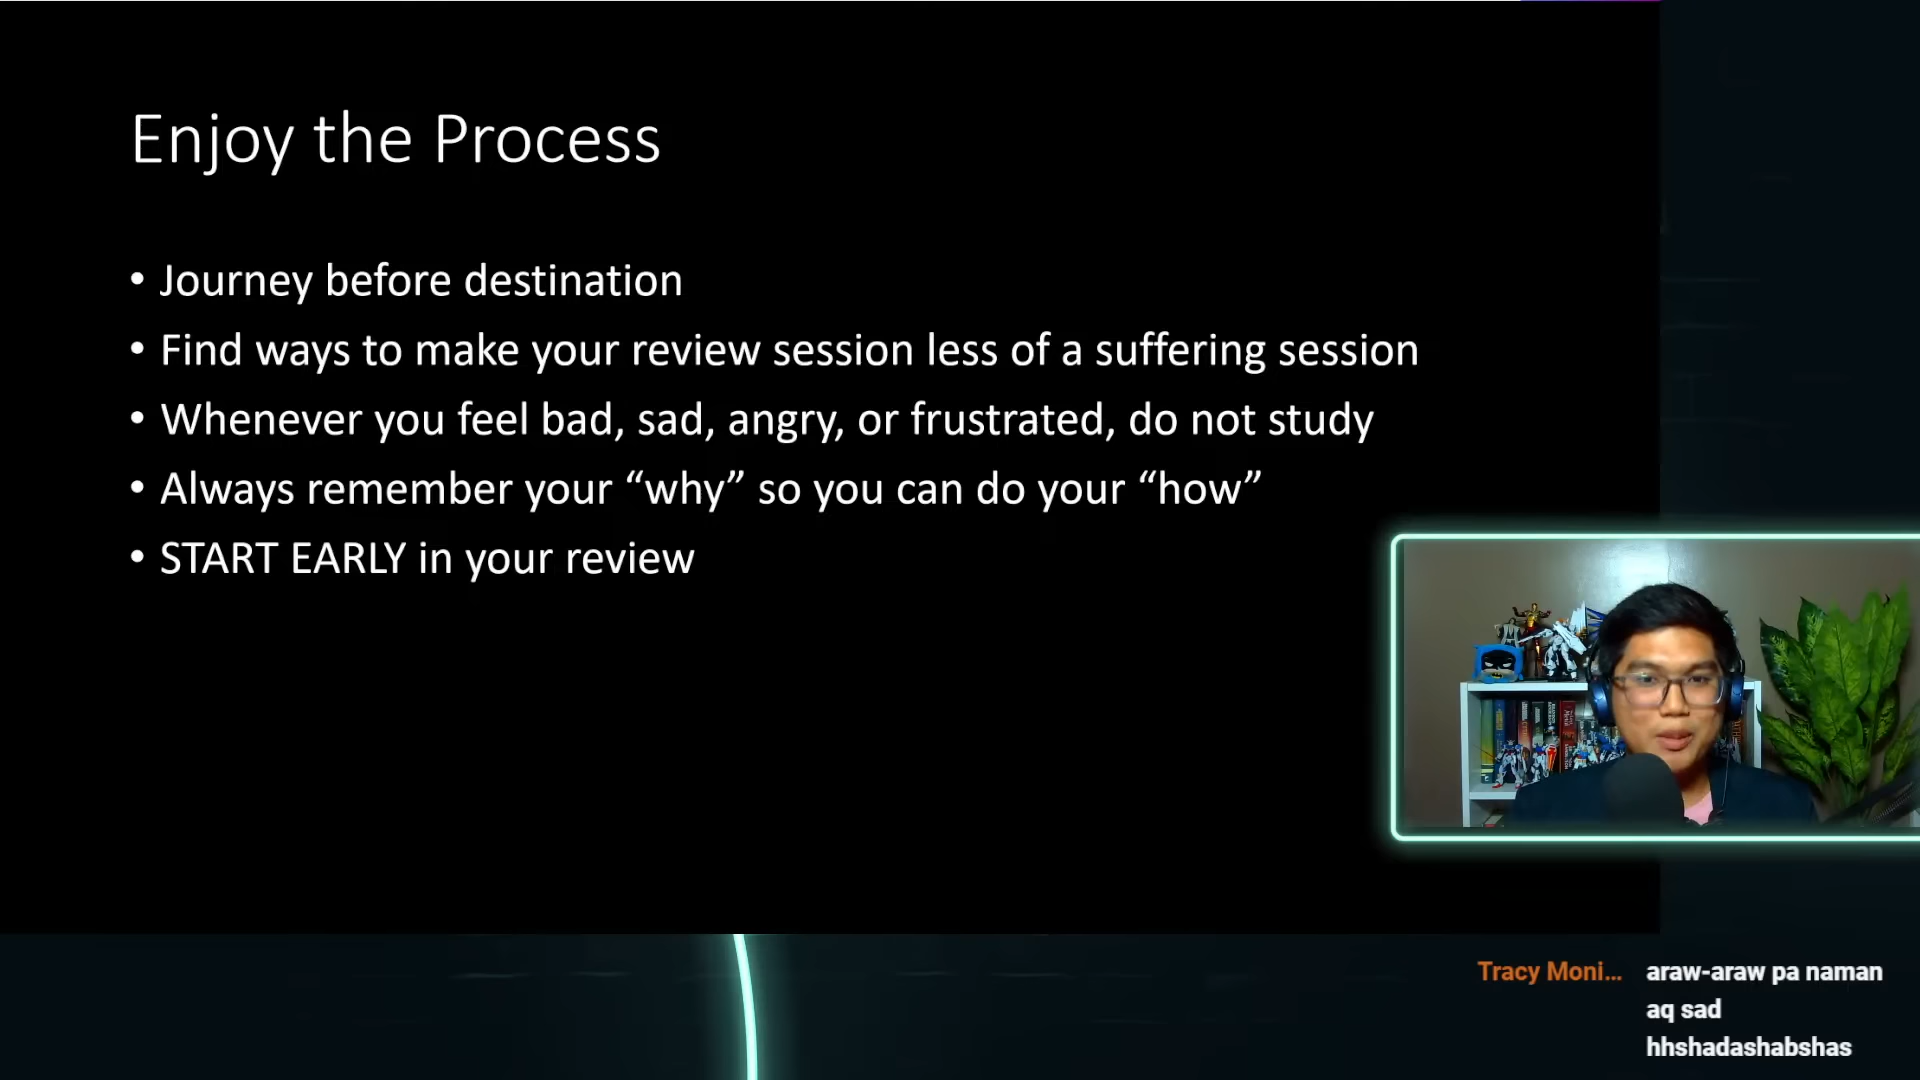 Enjoy the Process
• Journey before destination
• Find ways to make your review session less of a suffering session
• Whenever you feel bad, sad, angry, or frustrated, do not study
• Always remember your “why” so you can do your “how”
• START EARLY in your review
Tracy Moni... araw-araw pa naman
aq sad
hhshadashabshas